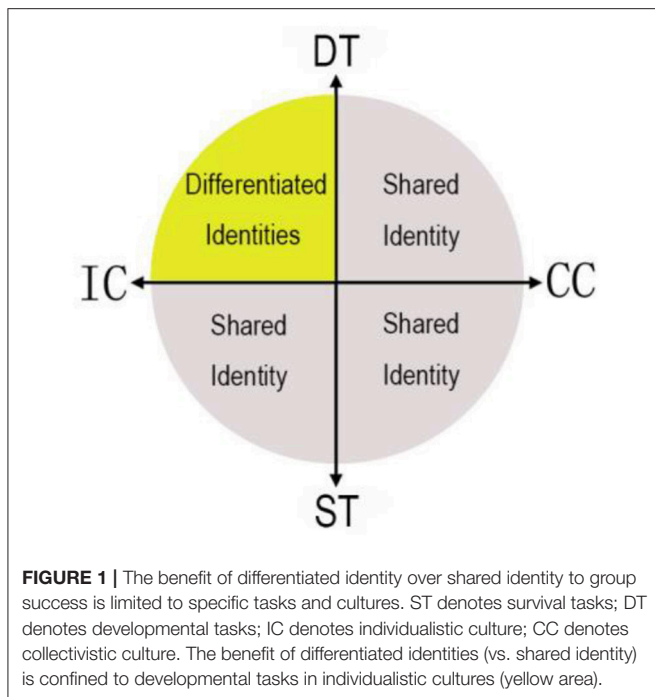 DT
Differentiated
Identities
Shared
Identity
IC
CC
Shared
Identity
Shared
Identity
ST
FIGURE 1 | The benefit of differentiated identity over shared identity to group
success is limited to specific tasks and cultures. ST denotes survival tasks; DT
denotes developmental tasks; IC denotes individualistic culture; CC denotes
collectivistic culture. The benefit of differentiated identities (vs. shared identity)
is confined to developmental tasks in individualistic cultures (yellow area).